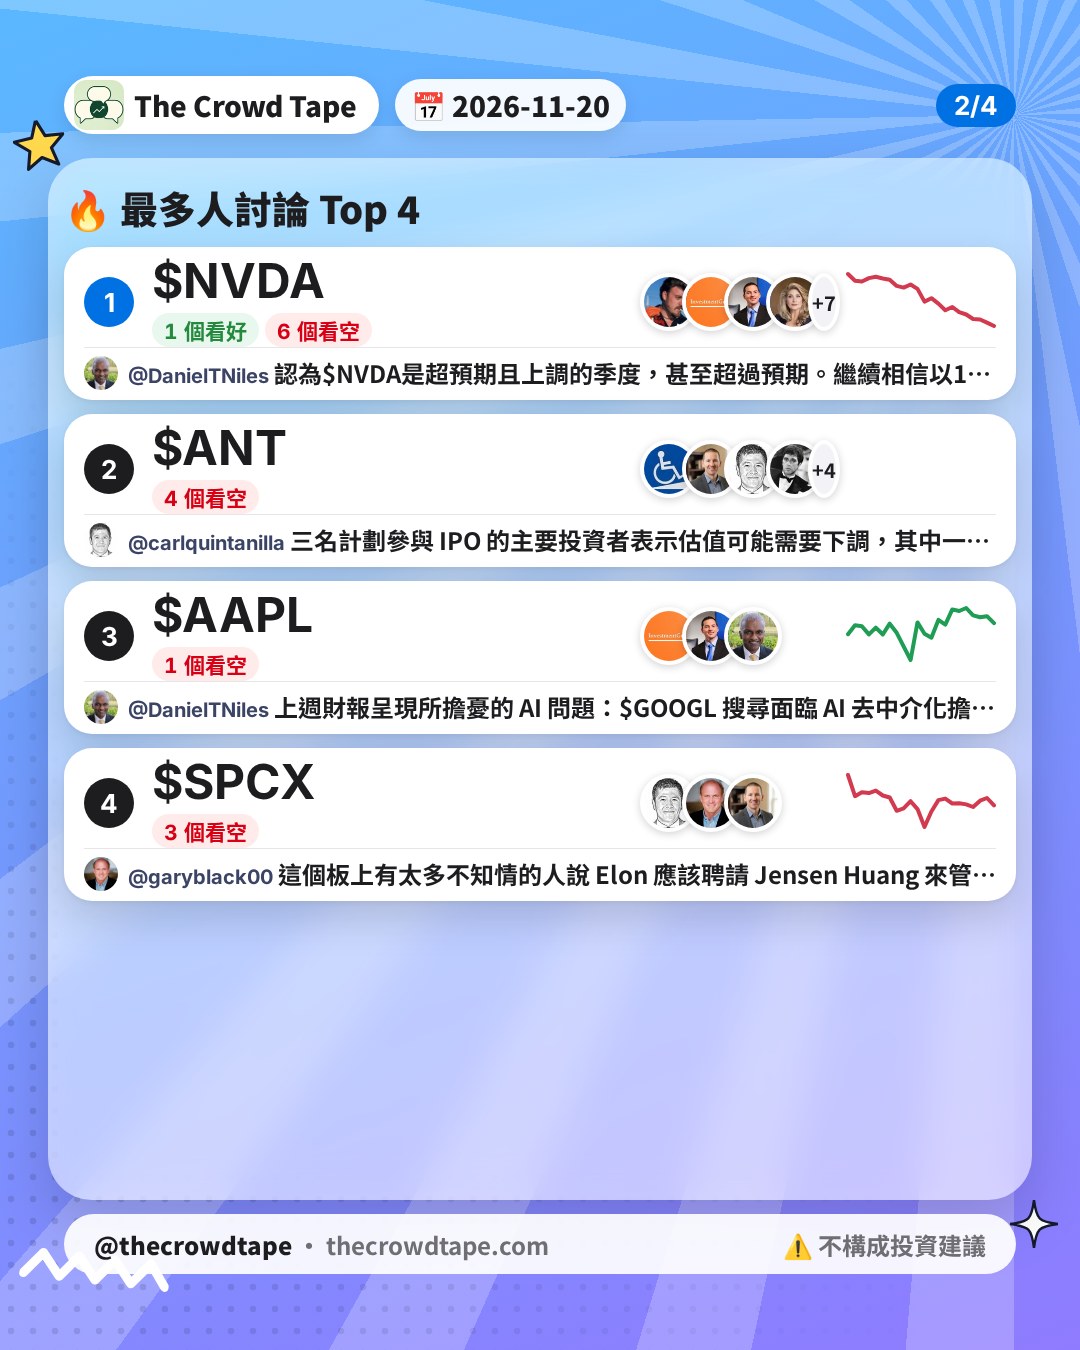 The Crowd Tape
July
17
2026-11-20
2/4
最多人討論 Top 4
1
$NVDA
1 個看好
6 個看空
+7
@DanielTNiles 認為$NVDA是超預期且上調的季度，甚至超過預期。繼續相信以1…
2
$ANT
4 個看空
+4
@carlquintanilla 三名計劃參與 IPO 的主要投資者表示估值可能需要下調，其中一…
3
$AAPL
1 個看空
@DanielTNiles 上週財報呈現所擔憂的 AI 問題：$GOOGL 搜尋面臨 AI 去中介化擔…
4
$SPCX
3 個看空
@garyblack00 這個板上有太多不知情的人說 Elon 應該聘請 Jensen Huang 來管…
@thecrowdtape • thecrowdtape.com
不構成投資建議